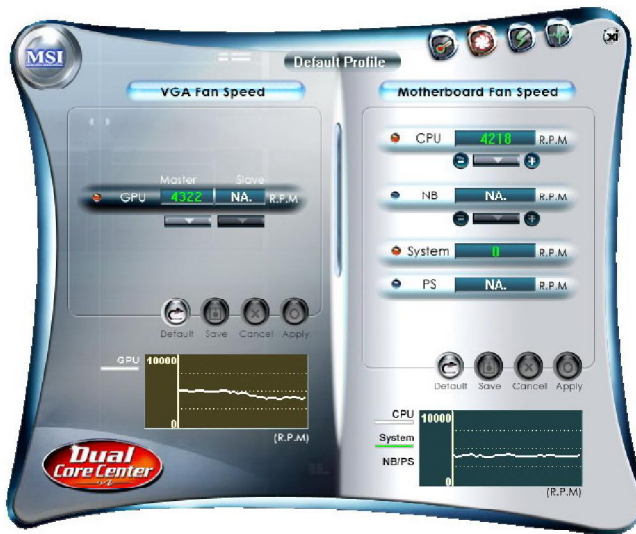 MSI
Default Profile
VGA Fan Speed
Master Slave
GPU 4322 NA. R.P.M
Default Save Cancel Apply
GPU
10000
0
(R.P.M)
Dual
Core Center
Motherboard Fan Speed
CPU 4218 R.P.M
NB NA. R.P.M
System 0 R.P.M
PS NA. R.P.M
Default Save Cancel Apply
CPU
System
NB/PS
10000
0
(R.P.M)